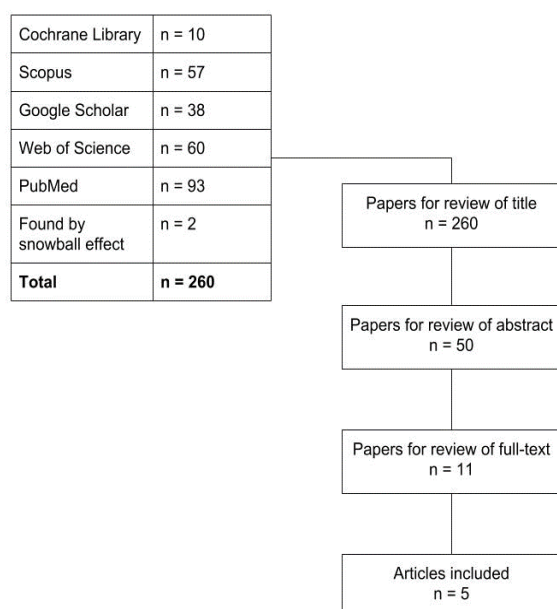 Cochrane Library n = 10
Scopus n = 57
Google Scholar n = 38
Web of Science n = 60
PubMed n = 93
Found by n = 2
snowball effect
Total n = 260
Papers for review of title
n = 260
Papers for review of abstract
n = 50
Papers for review of full-text
n = 11
Articles included
n = 5